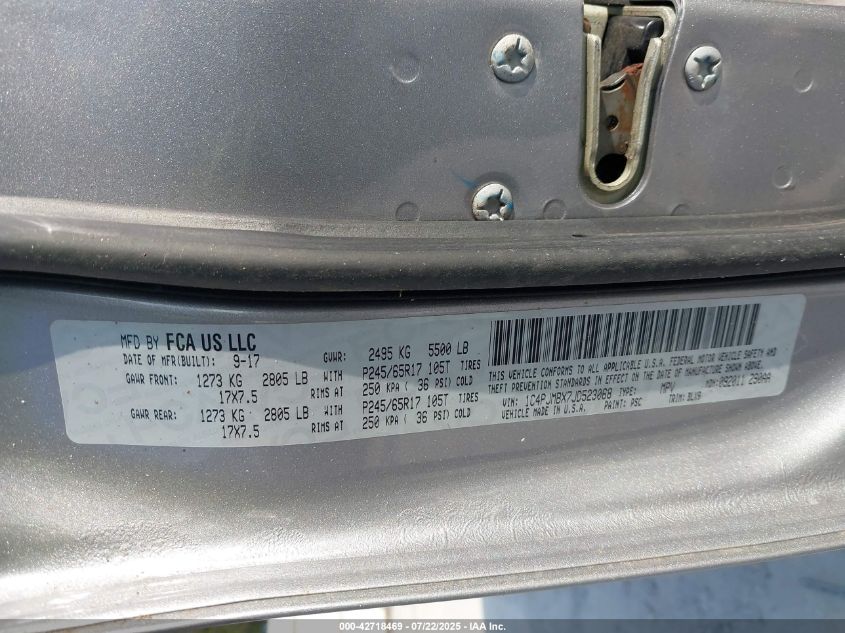 MFD BY FCA US LLC
DATE OF MFR(BUILT): 9-17
GVWR: 2495 KG 5500 LB
GAWR FRONT: 1273 KG 2805 LB WITH P245/65R17 105T TIRES
17X7.5 RIMS AT 250 KPA ( 36 PSI) COLD
GAWR REAR: 1273 KG 2805 LB WITH P245/65R17 105T TIRES
17X7.5 RIMS AT 250 KPA ( 36 PSI) COLD
THIS VEHICLE CONFORMS TO ALL APPLICABLE U.S.A. FEDERAL MOTOR VEHICLE SAFETY AND
THEFT PREVENTION STANDARDS IN EFFECT ON THE DATE OF MANUFACTURE SHOWN ABOVE.
VIN: 1C4PJMBX7JD523068 TYPE: MPV MDH:092011 250AA
VEHICLE MADE IN U.S.A. PAINT: PSC TRIM: BLX9
000-42718469 - 07/22/2025 - IAA Holdings, Inc.